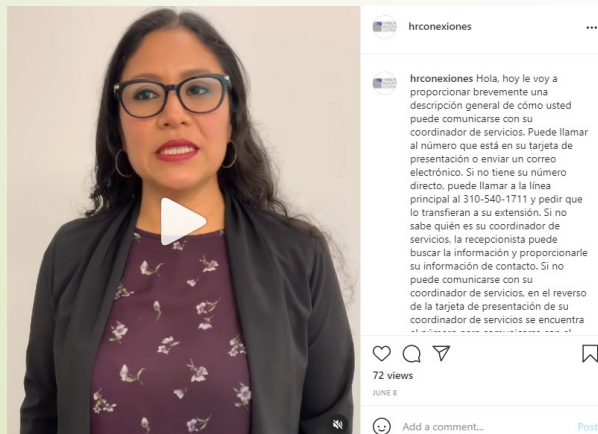 hrconexiones
hrconexiones Hola, hoy le voy a
proporcionar brevemente una
descripción general de cómo usted
puede comunicarse con su
coordinador de servicios. Puede llamar
al número que está en su tarjeta de
presentación o enviar un correo
electrónico. Si no tiene su número
directo, puede llamar a la línea
principal al 310-540-1711 y pedir que
lo transfieran a su extensión. Si no
sabe quién es su coordinador de
servicios, la recepcionista puede
buscar la información y proporcionarle
su información de contacto. Si no
puede comunicarse con su
coordinador de servicios, en el reverso
de la tarjeta de presentación de su
coordinador de servicios se encuentra
72 views
JUNE 8
Add a comment...
Post